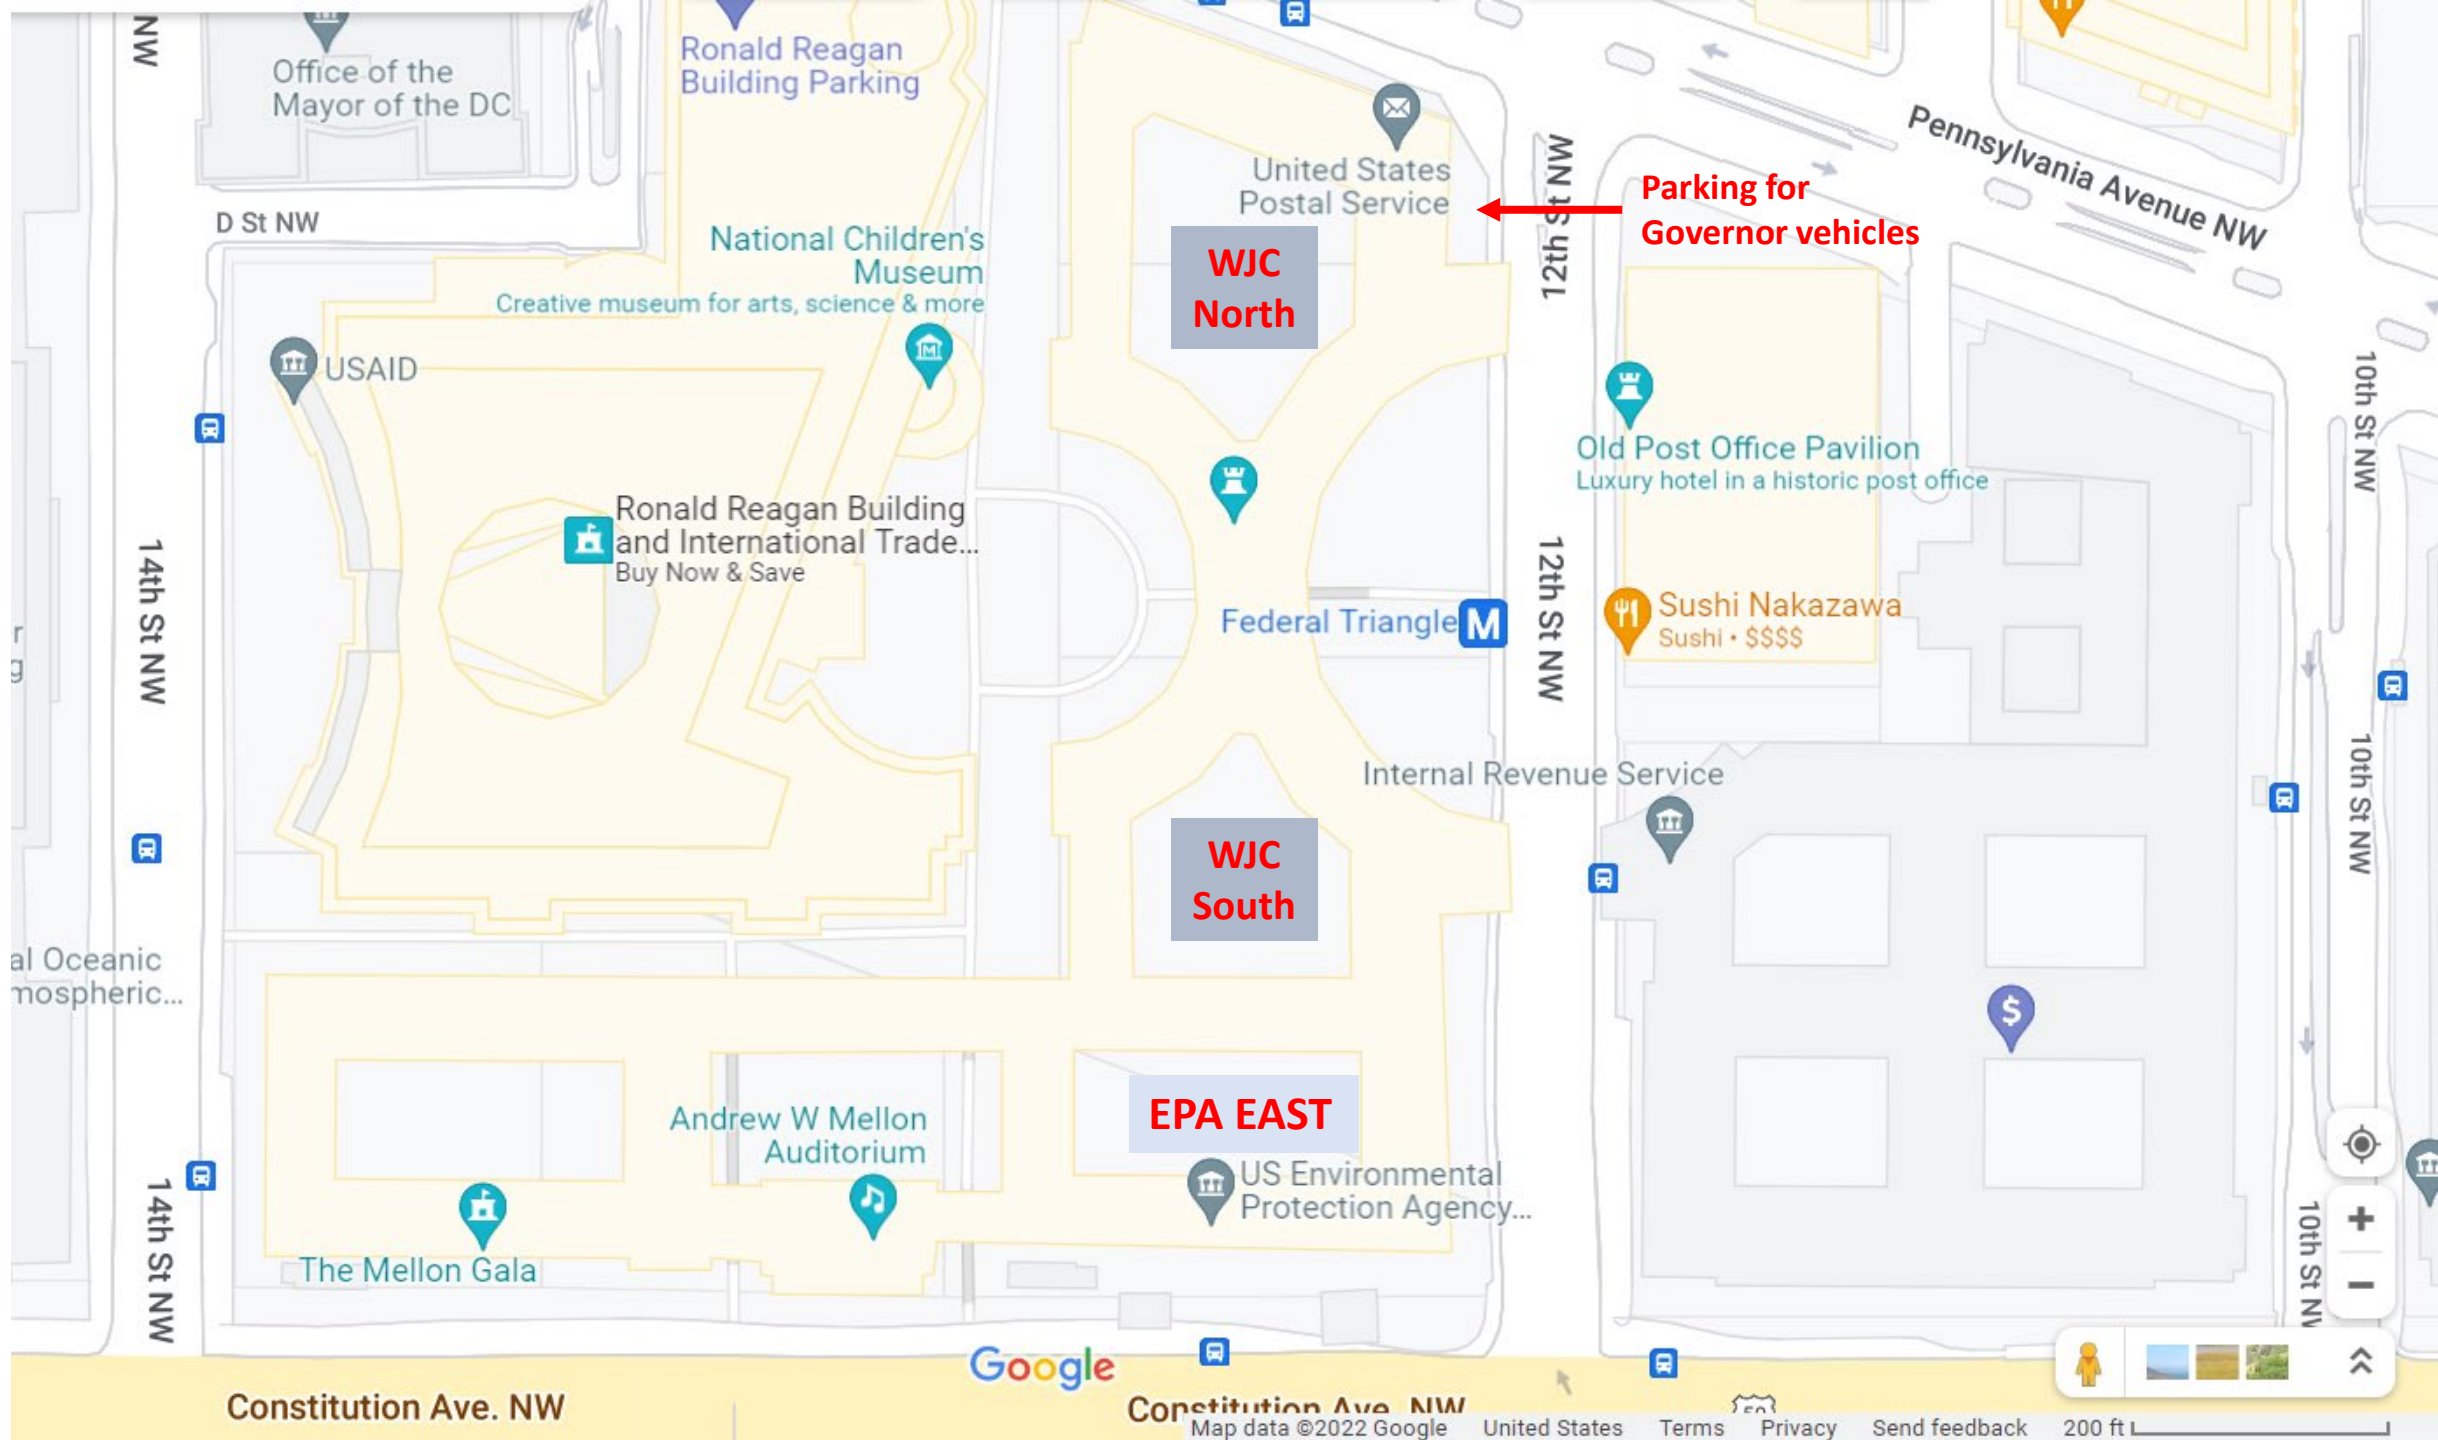 NW
Office of the
Mayor of the DC
Ronald Reagan
Building Parking
United States
Postal Service
12th St NW
Parking for
Governor vehicles
Pennsylvania Avenue NW
D St NW
National Children's
Museum
Creative museum for arts, science & more
WJC
North
USAID
10th St NW
Old Post Office Pavilion
Luxury hotel in a historic post office
Ronald Reagan Building
and International Trade...
Buy Now & Save
14th St NW
Federal Triangle
M
12th St NW
Sushi Nakazawa
Sushi • $$$$
r
g
Internal Revenue Service
10th St NW
WJC
South
al Oceanic
mospheric...
$
EPA EAST
Andrew W Mellon
Auditorium
US Environmental
Protection Agency...
14th St NW
The Mellon Gala
10th St NW
Google
Constitution Ave. NW
Constitution Ave. NW
50
Map data ©2022 Google United States Terms Privacy Send feedback 200 ft